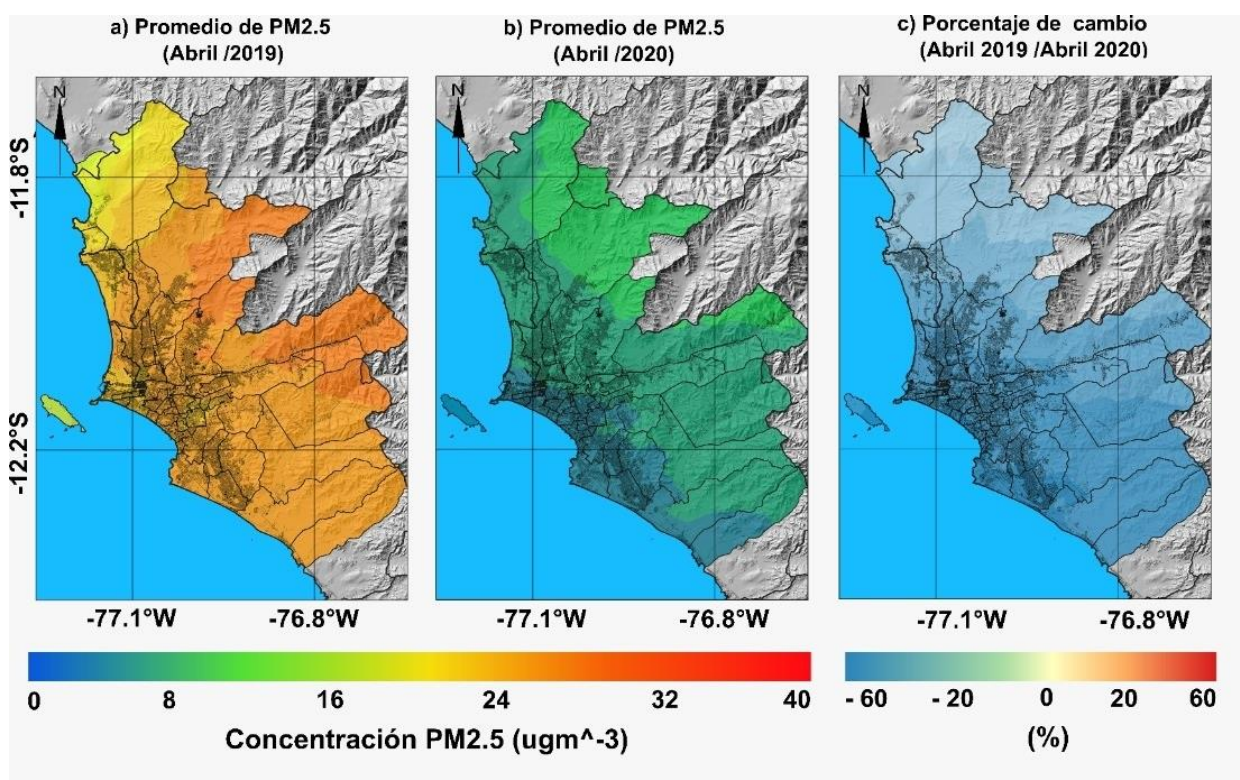 a) Promedio de PM2.5
(Abril /2019)
b) Promedio de PM2.5
(Abril/2020)
c) Porcentaje de cambio
(Abril 2019 /Abril 2020)
N
N
N
-11.8°S
-12.2°S
-77.1°W
-76.8°W
-77.1°W
-76.8°W
-77.1°W
-76.8°W
0 8 16 24 32 40
Concentración PM2.5 (ugm^-3)
- 60 - 20 0 20 60
(%)